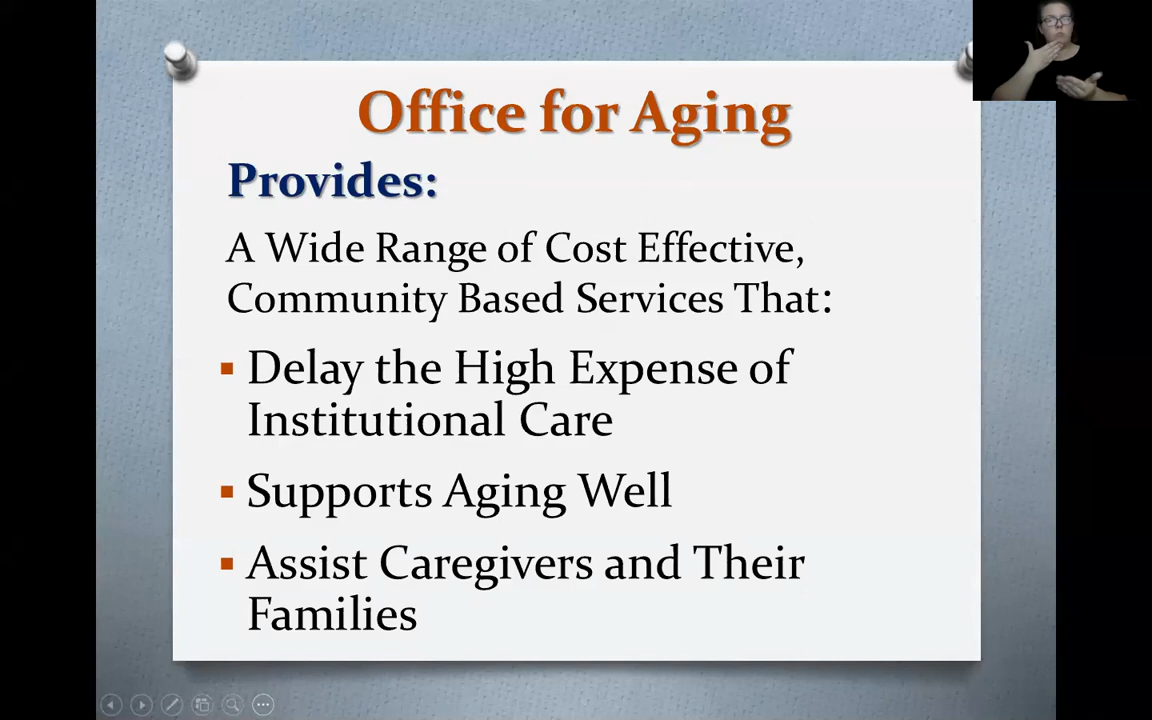 Office for Aging
Provides:
A Wide Range of Cost Effective,
Community Based Services That:
▪ Delay the High Expense of
Institutional Care
▪ Supports Aging Well
▪ Assist Caregivers and Their
Families